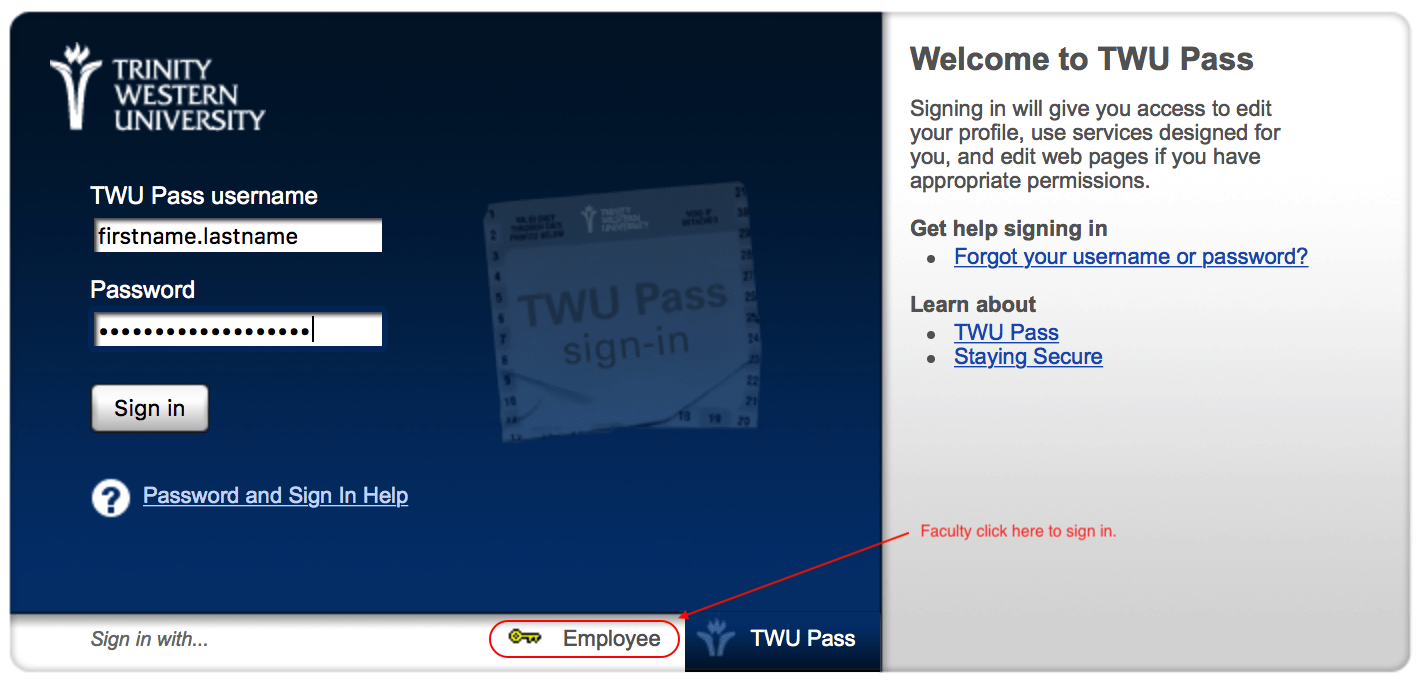 TRINITY
WESTERN
UNIVERSITY
TWU Pass username
firstname.lastname
Password
•••••••••••••••••••
Sign in
Password and Sign In Help
TRINITY
WESTERN
UNIVERSITY
TWU Pass
sign-in
Sign in with...
Employee
TWU Pass
Welcome to TWU Pass
Signing in will give you access to edit
your profile, use services designed for
you, and edit web pages if you have
appropriate permissions.
Get help signing in
• Forgot your username or password?
Learn about
• TWU Pass
• Staying Secure
Faculty click here to sign in.